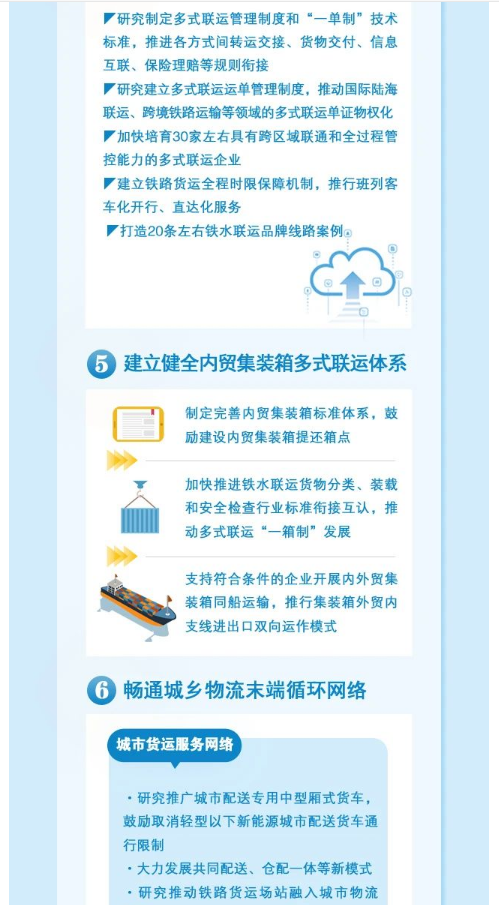 研究制定多式联运管理制度和“一单制”技术
标准，推进各方式间转运交接、货物交付、信息
互联、保险理赔等规则衔接
研究建立多式联运运单管理制度，推动国际陆海
联运、跨境铁路运输等领域的多式联运单证物权化
加快培育30家左右具有跨区域联通和全过程管
控能力的多式联运企业
建立铁路货运全程时限保障机制，推行班列客
车化开行、直达化服务
打造20条左右铁水联运品牌线路案例
5 建立健全内贸集装箱多式联运体系
制定完善内贸集装箱标准体系，鼓
励建设内贸集装箱提还箱点
加快推进铁水联运货物分类、装载
和安全检查行业标准衔接互认，推
动多式联运“一箱制”发展
支持符合条件的企业开展内外贸集
装箱同船运输，推行集装箱外贸内
支线进出口双向运作模式
6 畅通城乡物流末端循环网络
城市货运服务网络
·研究推广城市配送专用中型厢式货车，
鼓励取消轻型以下新能源城市配送货车通
行限制
·大力发展共同配送、仓配一体等新模式
·研究推动铁路货运场站融入城市物流